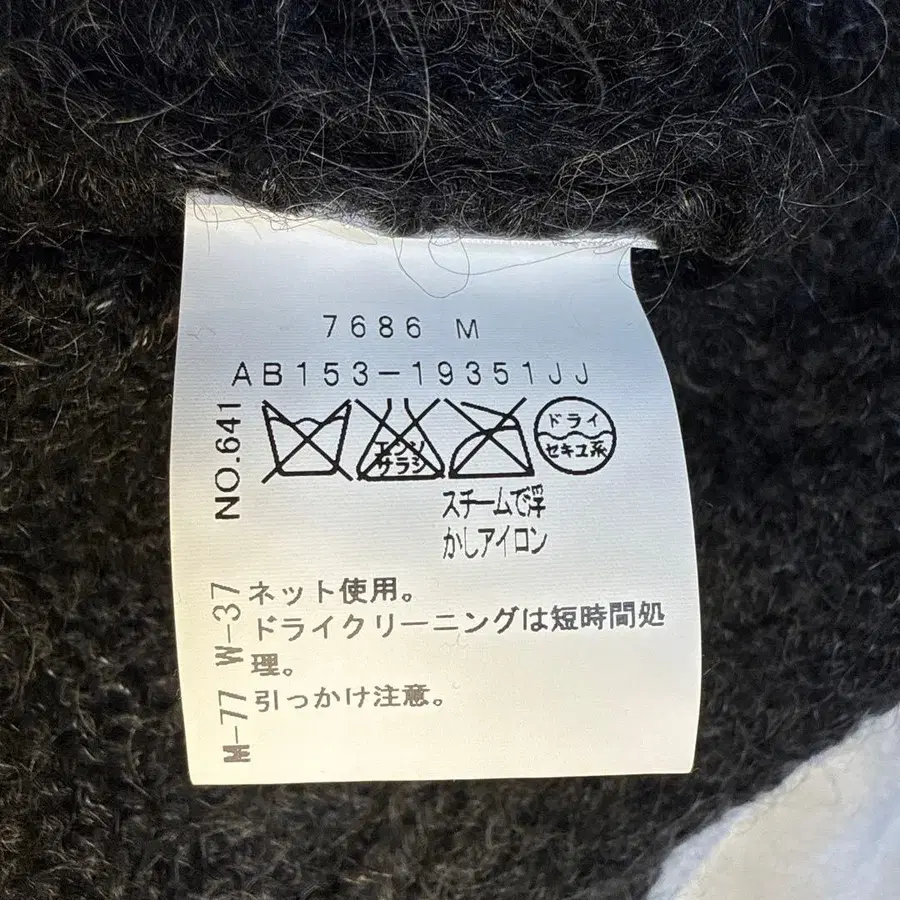 7686 M
AB153-19351JJ
NO.641
エンソ
サラシ
ドライ
セキユ系
スチームで浮
かしアイロン
M-77 W-37
ネット使用。
ドライクリーニングは短時間処
理。
引っかけ注意。